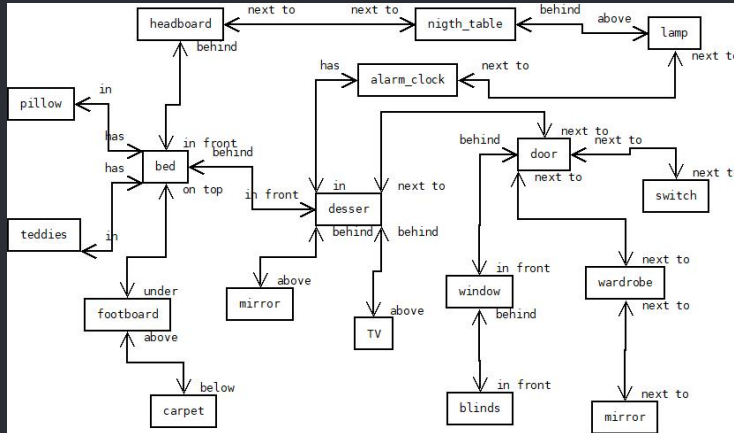 headboard
next to
next to
nigth_table
behind
above
lamp
behind
next t
has
alarm_clock
next to
pillow
in
has
in front
behind
bed
has
on top
teddies
in
in front
in
desser
next to
behind
next to
next to
door
next to
next t
switch
behind
behind
above
mirror
above
TV
in front
window
behind
next to
wardrobe
next to
under
footboard
above
below
carpet
in front
blinds
next to
mirror